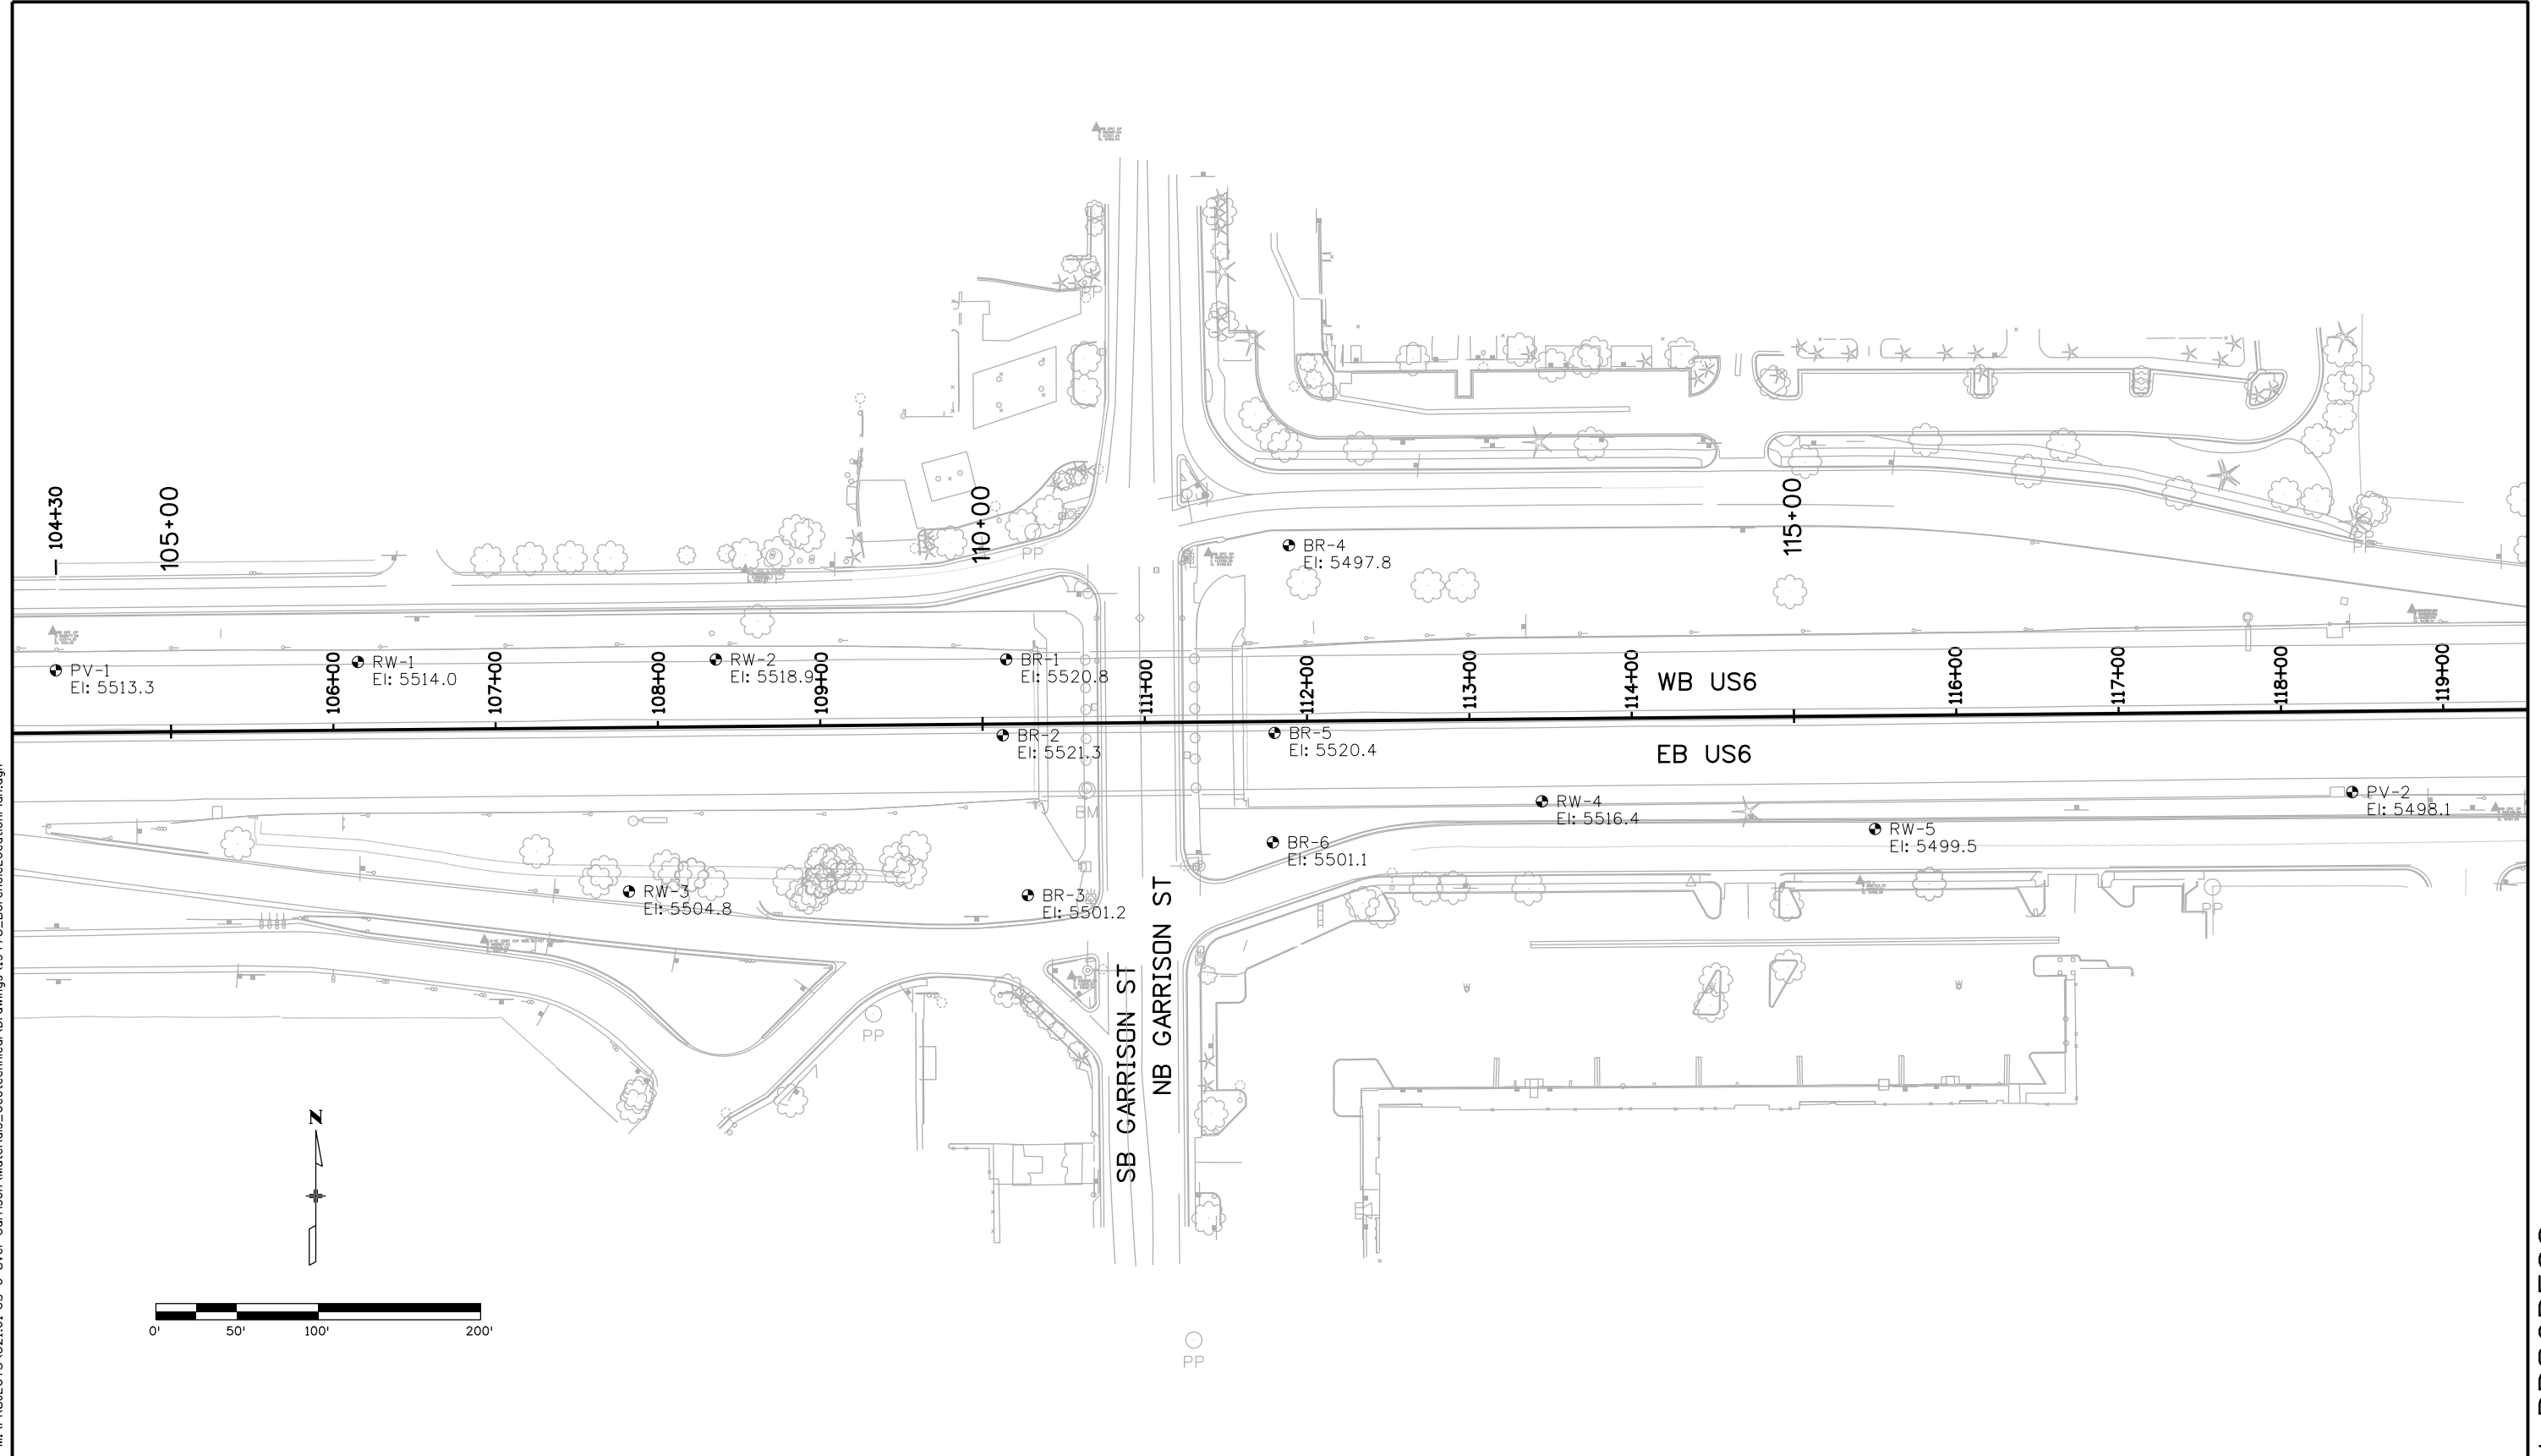 PP
104+30
105+00
110+00
115+00
PP
PP
PP
BR-4
El: 5497.8
PV-1
El: 5513.3
106+00
RW-1
El: 5514.0
107+00
108+00
RW-2
El: 5518.9
109+00
BR-1
El: 5520.8
111+00
112+00
113+00
114+00
WB US6
116+00
117+00
118+00
119+00
BR-2
El: 5521.3
BR-5
El: 5520.4
EB US6
BM
RW-4
El: 5516.4
PV-2
El: 5498.1
BR-6
El: 5501.1
RW-5
El: 5499.5
RW-3
El: 5504.8
BR-3
El: 5501.2
PP
PP
SB GARRISON ST
NB GARRISON ST
N
0'
50'
100'
200'
PP